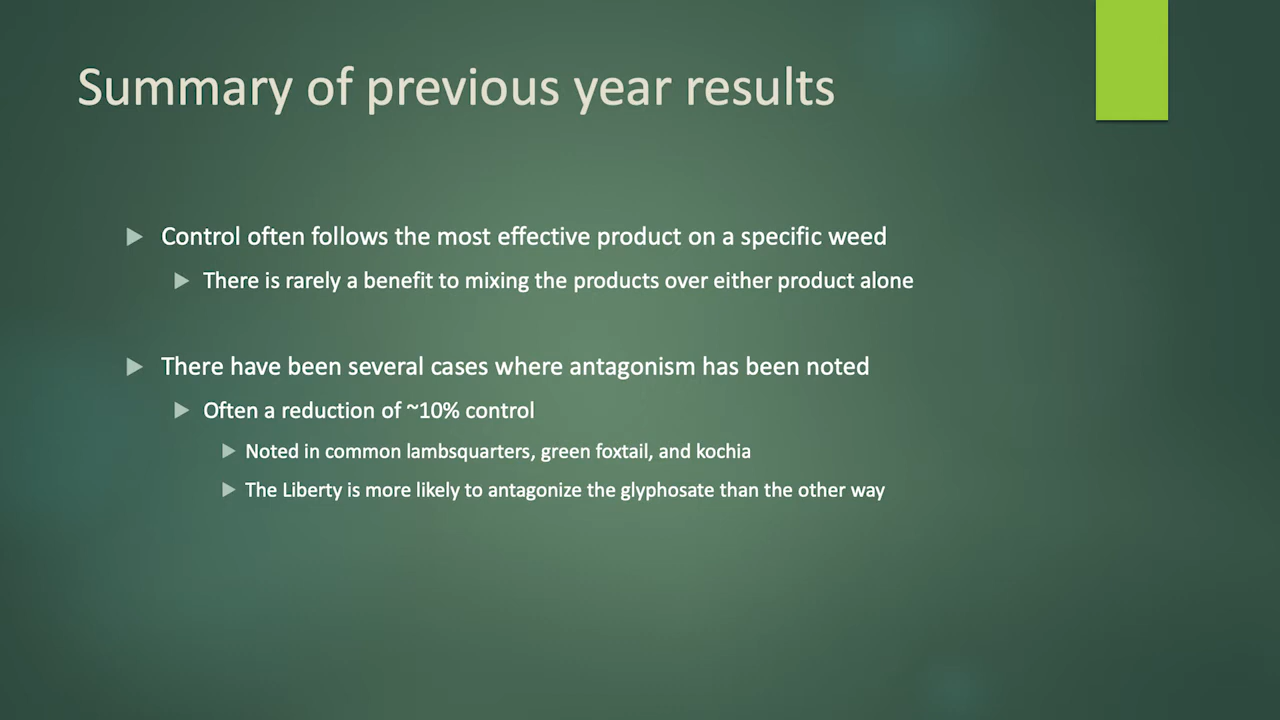 Summary of previous year results
Control often follows the most effective product on a specific weed
There is rarely a benefit to mixing the products over either product alone
There have been several cases where antagonism has been noted
Often a reduction of ~10% control
Noted in common lambsquarters, green foxtail, and kochia
The Liberty is more likely to antagonize the glyphosate than the other way